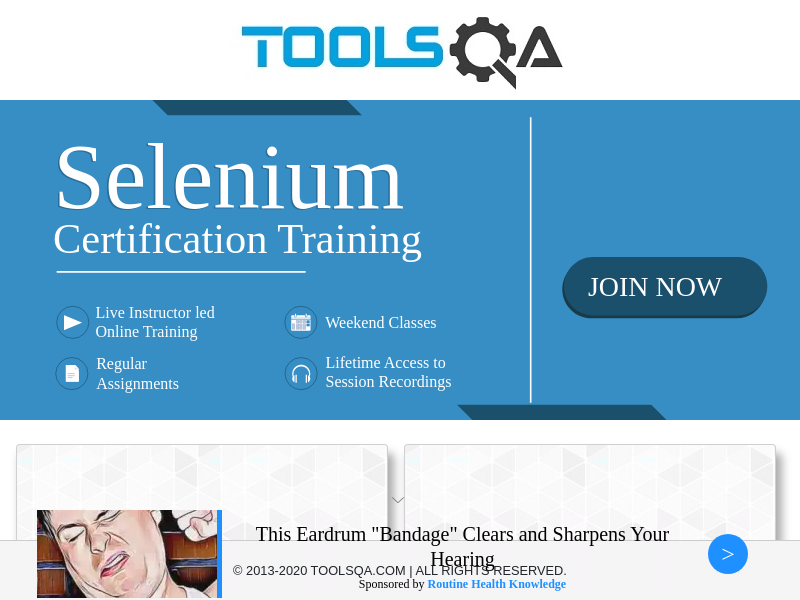 TOOLSQA
Selenium
Certification Training
JOIN NOW
Live Instructor led
Online Training
Weekend Classes
Regular
Assignments
Lifetime Access to
Session Recordings
This Eardrum "Bandage" Clears and Sharpens Your
Hearing
© 2013-2020 TOOLSQA.COM | ALL RIGHTS RESERVED.
Sponsored by Routine Health Knowledge
>